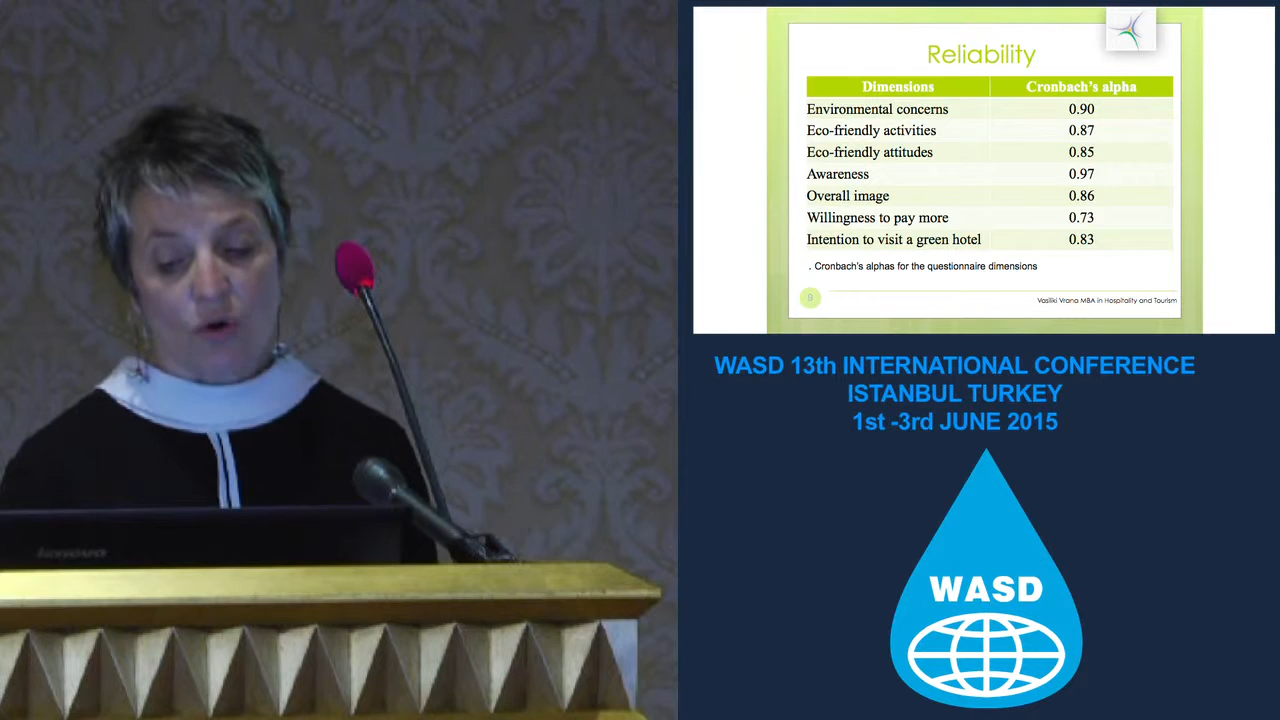 Reliability
Dimensions Cronbach's alpha
Environmental concerns 0.90
Eco-friendly activities 0.87
Eco-friendly attitudes 0.85
Awareness 0.97
Overall image 0.86
Willingness to pay more 0.73
Intention to visit a green hotel 0.83
. Cronbach's alphas for the questionnaire dimensions
9
Vasiliki Vrana MBA in Hospitality and Tourism
WASD 13th INTERNATIONAL CONFERENCE
ISTANBUL TURKEY
1st -3rd JUNE 2015
WASD
lenovo